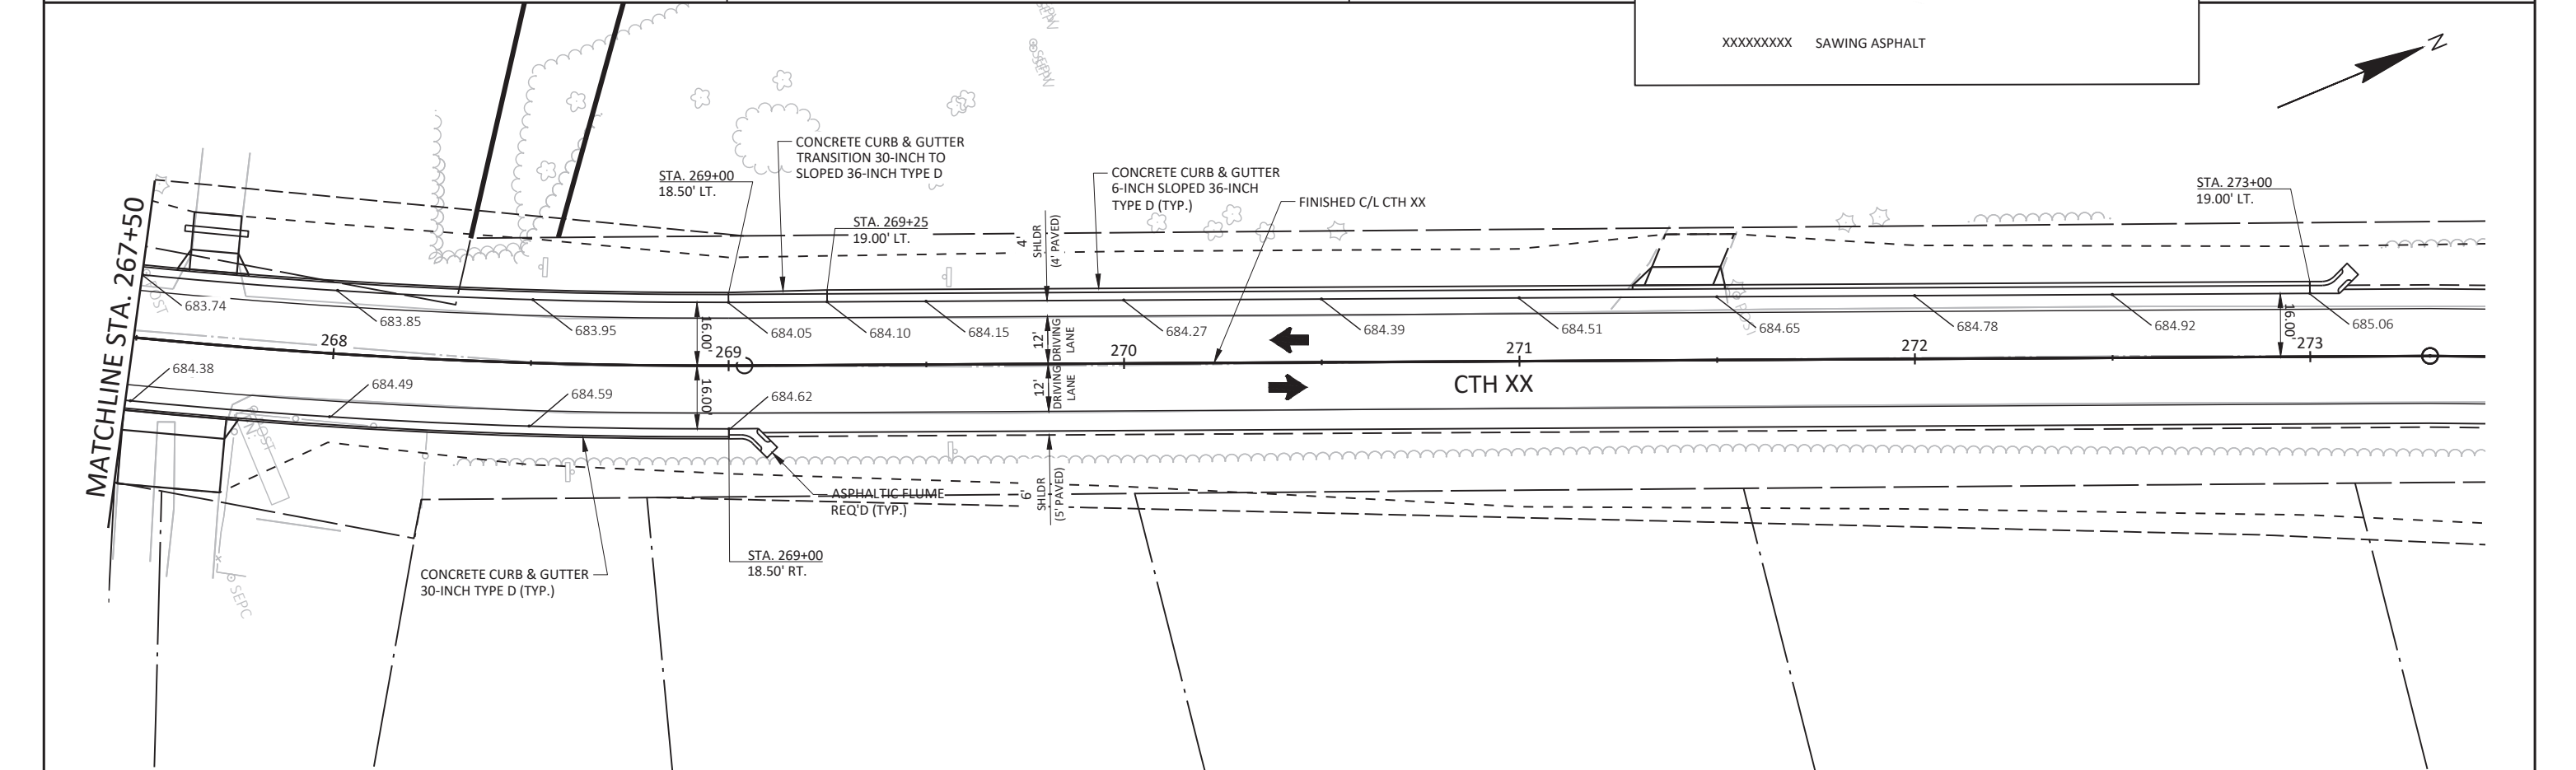 XXXXXXXXX SAWING ASPHALT
N
CONCRETE CURB & GUTTER
TRANSITION 30-INCH TO
SLOPED 36-INCH TYPE D
STA. 269+00
18.50' LT.
CONCRETE CURB & GUTTER
6-INCH SLOPED 36-INCH
TYPE D (TYP.)
FINISHED C/L CTH XX
STA. 273+00
19.00' LT.
STA. 269+25
19.00' LT.
4'
SHLDR
(4' PAVED)
MATCHLINE STA. 267+50
683.74
683.85
683.95
684.05
684.10
684.15
684.27
684.39
684.51
684.65
684.78
684.92
685.06
16.00'
12'
DRIVING
LANE
16.00'
268
269
270
271
272
273
684.38
684.49
684.59
684.62
16.00'
12'
DRIVING
LANE
CTH XX
ASPHALTIC FLUME
REQ'D (TYP.)
6'
SHLDR
(5' PAVED)
STA. 269+00
18.50' RT.
CONCRETE CURB & GUTTER
30-INCH TYPE D (TYP.)
SEPC